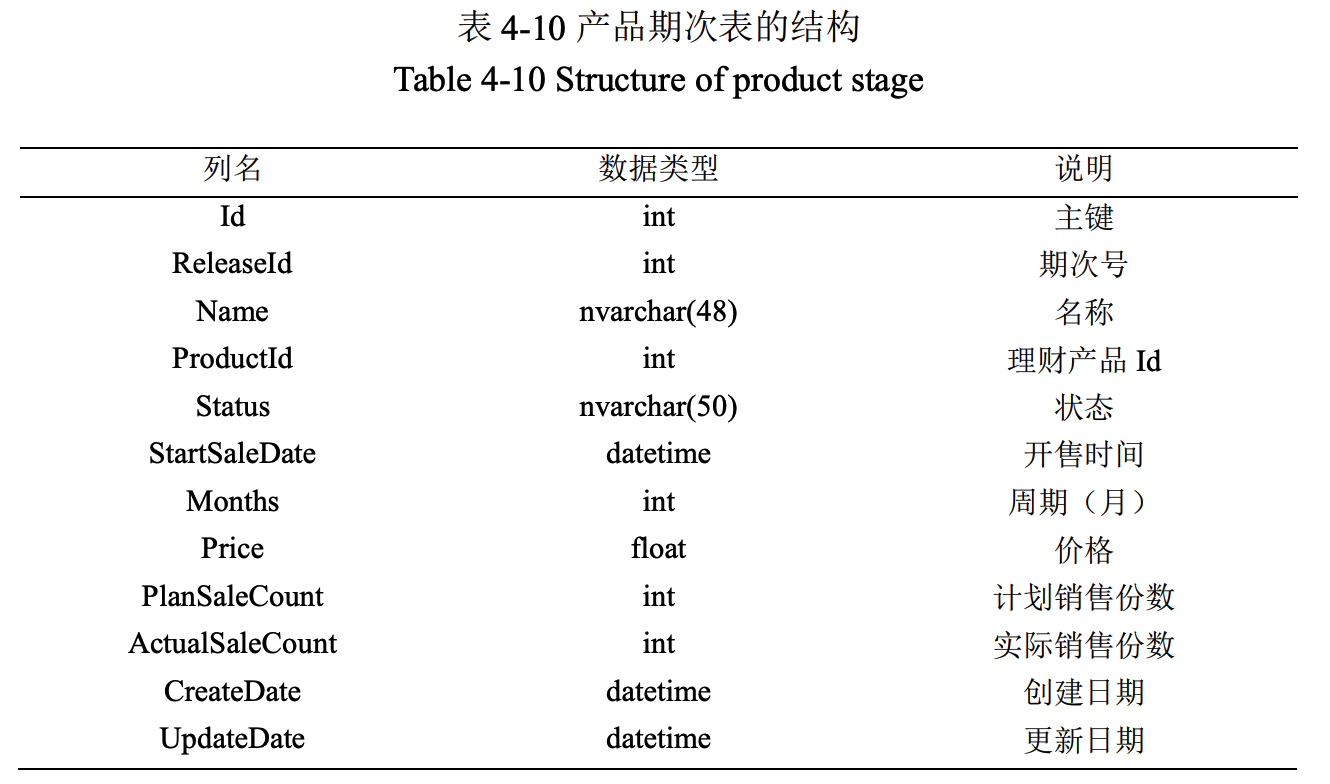 表 4-10 产品期次表的结构
Table 4-10 Structure of product stage
列名 数据类型 说明
Id int 主键
ReleaseId int 期次号
Name nvarchar(48) 名称
ProductId int 理财产品 Id
Status nvarchar(50) 状态
StartSaleDate datetime 开售时间
Months int 周期（月）
Price float 价格
PlanSaleCount int 计划销售份数
ActualSaleCount int 实际销售份数
CreateDate datetime 创建日期
UpdateDate datetime 更新日期